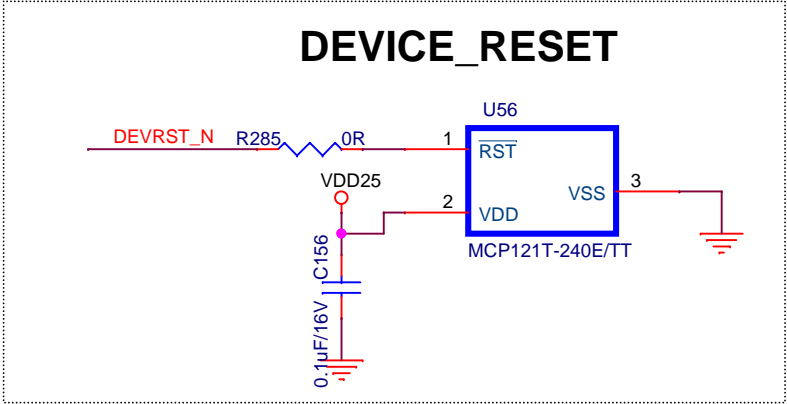 DEVICE_RESET
U56
DEVRST_N
R285
0R
1
RST
VDD25
2
VDD
VSS
3
C156
0.1uF/16V
MCP121T-240E/TT